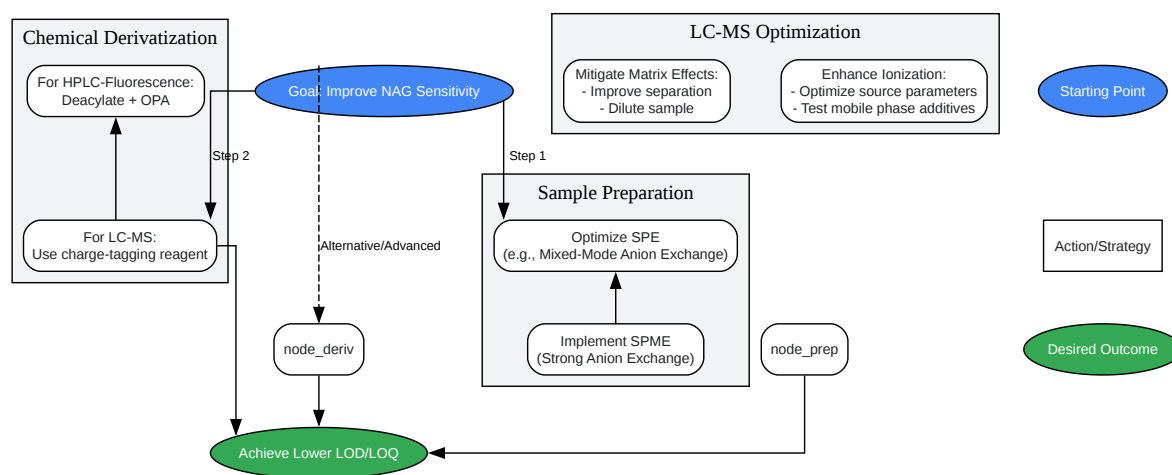 Chemical Derivatization
For HPLC-Fluorescence:
Deacylate + OPA
For LC-MS:
Use charge-tagging reagent
Goal: Improve NAG Sensitivity
Step 2
Step 1
Alternative/Advanced
LC-MS Optimization
Mitigate Matrix Effects:
- Improve separation
- Dilute sample
Enhance Ionization:
- Optimize source parameters
- Test mobile phase additives
Sample Preparation
Optimize SPE
(e.g., Mixed-Mode Anion Exchange)
Implement SPME
(Strong Anion Exchange)
node_deriv
node_prep
Achieve Lower LOD/LOQ
Starting Point
Action/Strategy
Desired Outcome